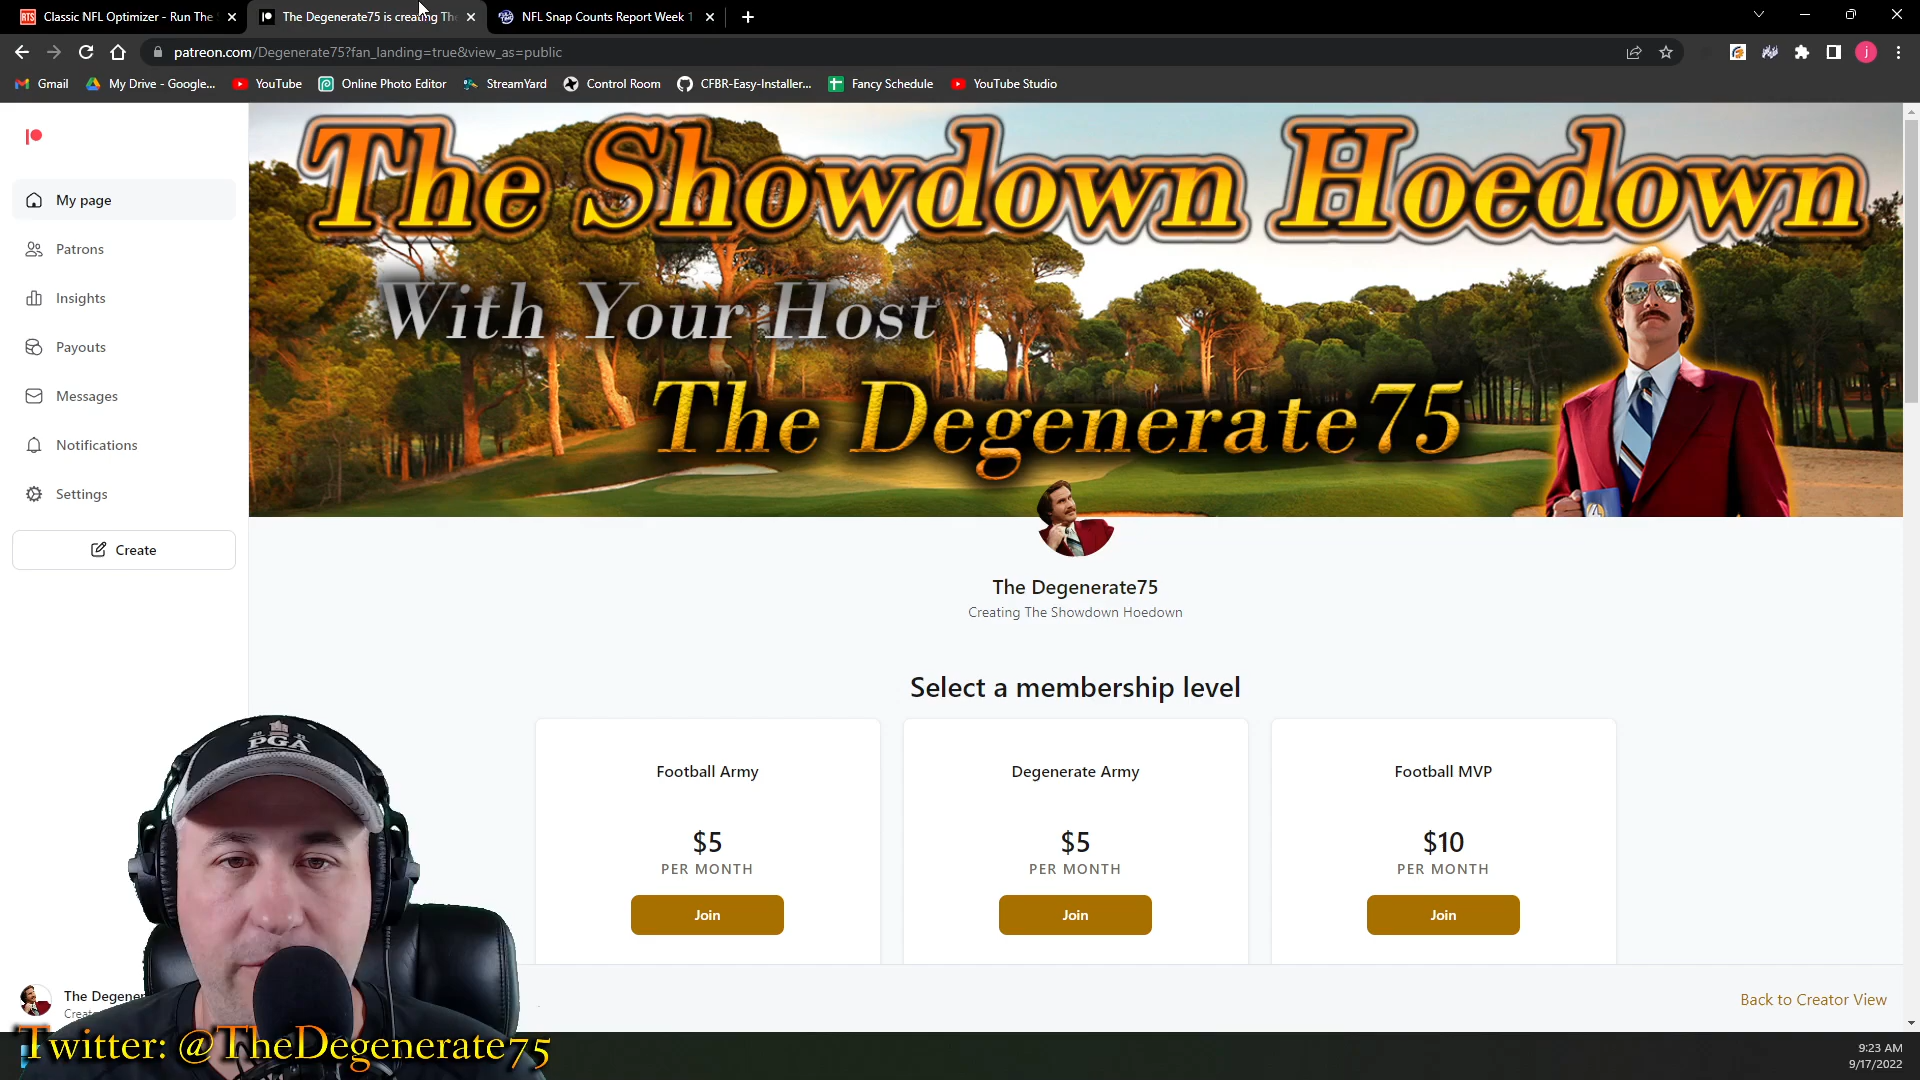 RTS Classic NFL Optimizer - Run The
The Degenerate75 is creating The
NFL Snap Counts Report Week 1
patreon.com/Degenerate75?fan_landing=true&view_as=public
j
Gmail
My Drive - Google...
YouTube
Online Photo Editor
StreamYard
Control Room
CFBR-Easy-Installer...
Fancy Schedule
YouTube Studio
The Showdown Hoedown
With Your Host
The Degenerate75
My page
Patrons
Insights
Payouts
Messages
Notifications
Settings
Create
The Degenerate75
Creating The Showdown Hoedown
Select a membership level
Football Army
$5
PER MONTH
Join
Degenerate Army
$5
PER MONTH
Join
Football MVP
$10
PER MONTH
Join
PGA
The Degener
Creat
Back to Creator View
Twitter: @TheDegenerate75
9:23 AM
9/17/2022